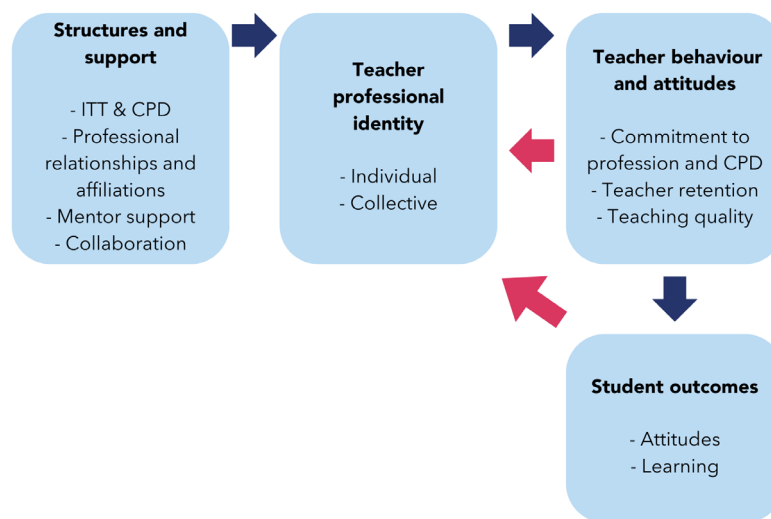 Structures and
support
- ITT & CPD
- Professional
relationships and
affiliations
- Mentor support
- Collaboration
Teacher
professional
identity
- Individual
- Collective
Teacher behaviour
and attitudes
- Commitment to
profession and CPD
- Teacher retention
- Teaching quality
Student outcomes
- Attitudes
- Learning